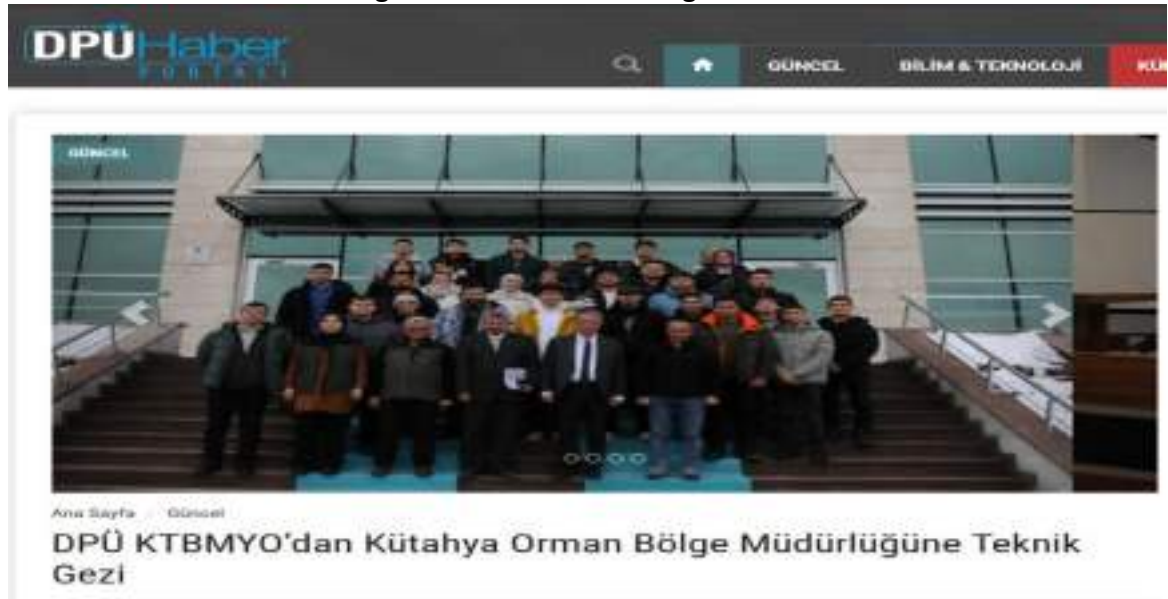 DPÜ Haber
PORTALI
GÜNCEL
BİLİM & TEKNOLOJİ
GÜNCEL
Ana Sayfa
Güncel
DPÜ KTBMYO'dan Kütahya Orman Bölge Müdürlüğüne Teknik
Gezi